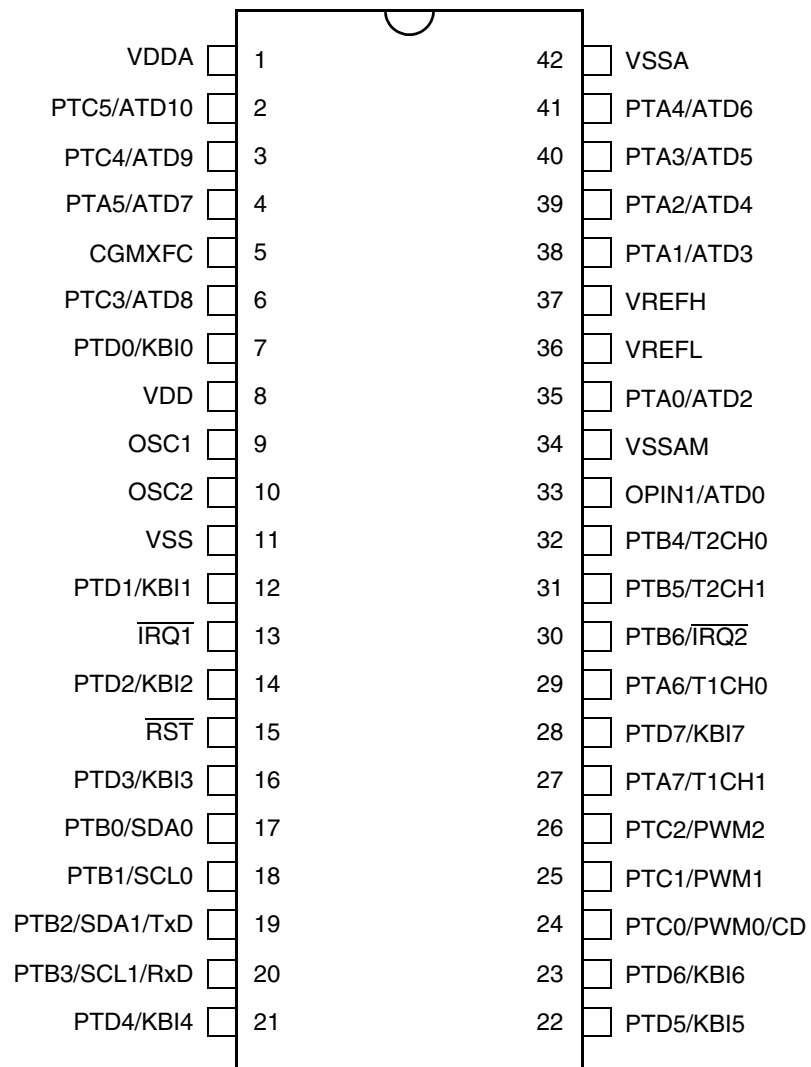 VDDA 1 42 VSSA
PTC5/ATD10 2 41 PTA4/ATD6
PTC4/ATD9 3 40 PTA3/ATD5
PTA5/ATD7 4 39 PTA2/ATD4
CGMXFC 5 38 PTA1/ATD3
PTC3/ATD8 6 37 VREFH
PTD0/KBI0 7 36 VREFL
VDD 8 35 PTA0/ATD2
OSC1 9 34 VSSAM
OSC2 10 33 OPIN1/ATD0
VSS 11 32 PTB4/T2CH0
PTD1/KBI1 12 31 PTB5/T2CH1
I̅R̅Q̅1̅ 13 30 PTB6/I̅R̅Q̅2̅
PTD2/KBI2 14 29 PTA6/T1CH0
R̅S̅T̅ 15 28 PTD7/KBI7
PTD3/KBI3 16 27 PTA7/T1CH1
PTB0/SDA0 17 26 PTC2/PWM2
PTB1/SCL0 18 25 PTC1/PWM1
PTB2/SDA1/TxD 19 24 PTC0/PWM0/CD
PTB3/SCL1/RxD 20 23 PTD6/KBI6
PTD4/KBI4 21 22 PTD5/KBI5